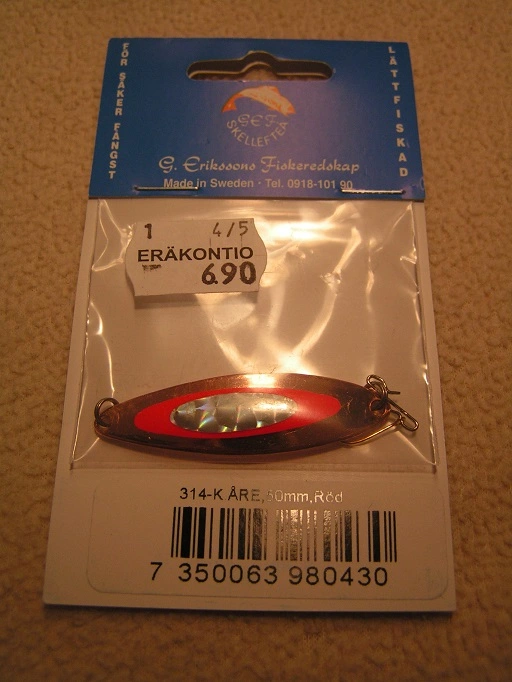 FÖR SÄKER FÅNGST
LÄTTFISKAD
GEF
SKELLEFTEÅ
G. Erikssons Fiskeredskap
Made in Sweden · Tel. 0918-101 90
1 4/5
ERÄKONTIO
6.90
314-K ÅRE,50mm,Röd
7 350063 980430